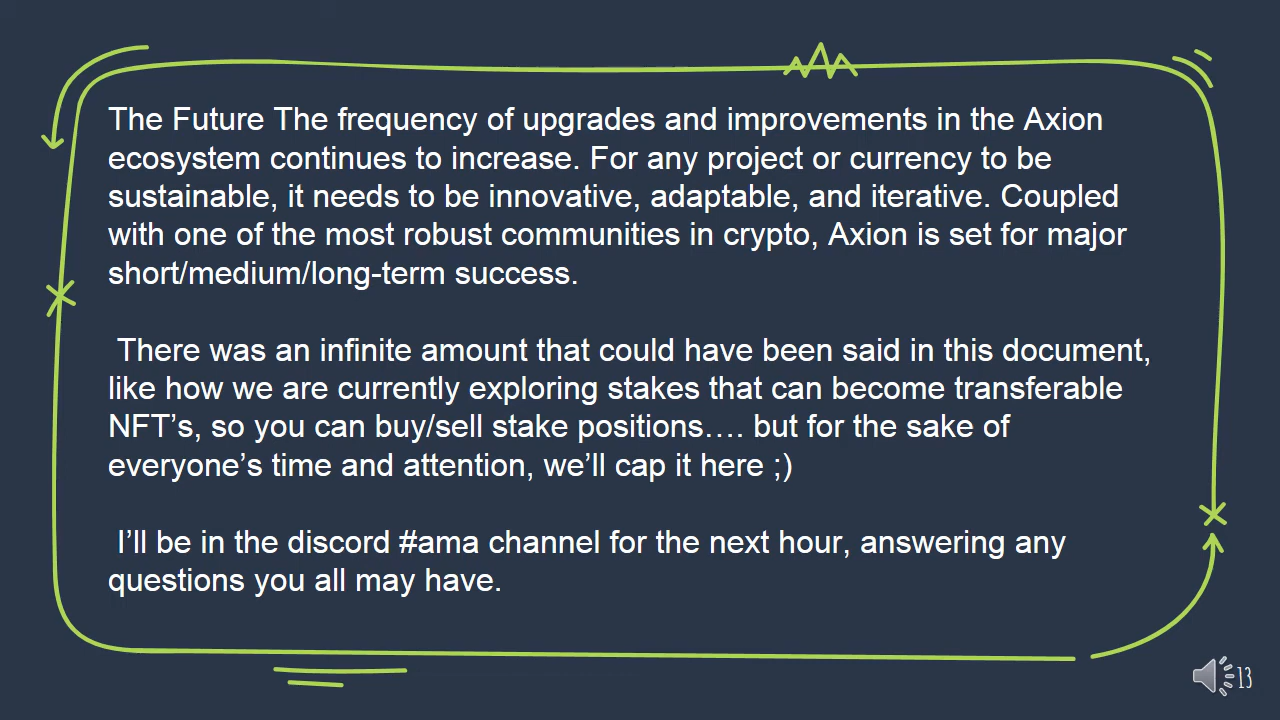 The Future The frequency of upgrades and improvements in the Axion
ecosystem continues to increase. For any project or currency to be
sustainable, it needs to be innovative, adaptable, and iterative. Coupled
with one of the most robust communities in crypto, Axion is set for major
short/medium/long-term success.
There was an infinite amount that could have been said in this document,
like how we are currently exploring stakes that can become transferable
NFT’s, so you can buy/sell stake positions…. but for the sake of
everyone’s time and attention, we’ll cap it here ;)
I’ll be in the discord #ama channel for the next hour, answering any
questions you all may have.
13